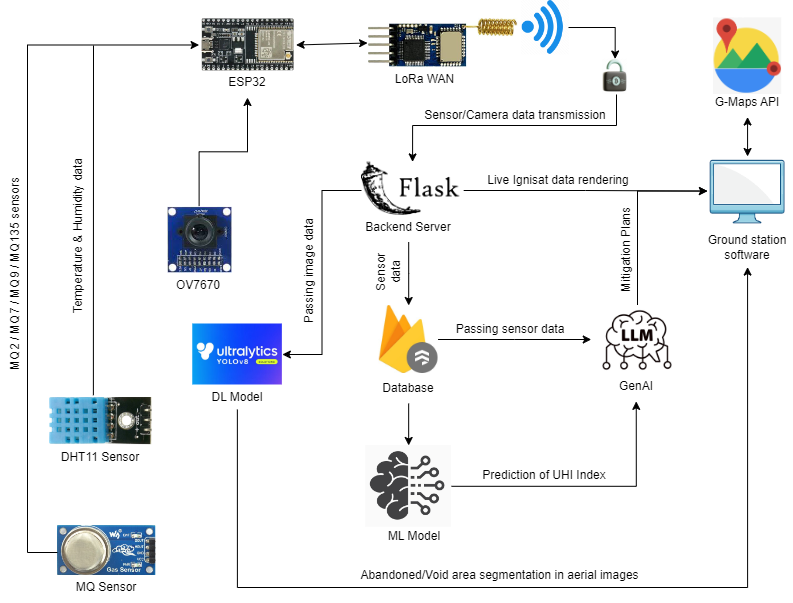 ESP32
LoRa WAN
G-Maps API
Sensor/Camera data transmission
Flask
Backend Server
Live Ignisat data rendering
Ground station
software
MQ2 / MQ7 / MQ9 / MQ135 sensors
Temperature & Humidity data
OV7670
Passing image data
Sensor
data
Mitigation Plans
ultralytics
YOLOv8
DL Model
Passing sensor data
Database
LLM
GenAI
DHT11 Sensor
Prediction of UHI Index
ML Model
Gas Sensor
MQ Sensor
Abandoned/Void area segmentation in aerial images